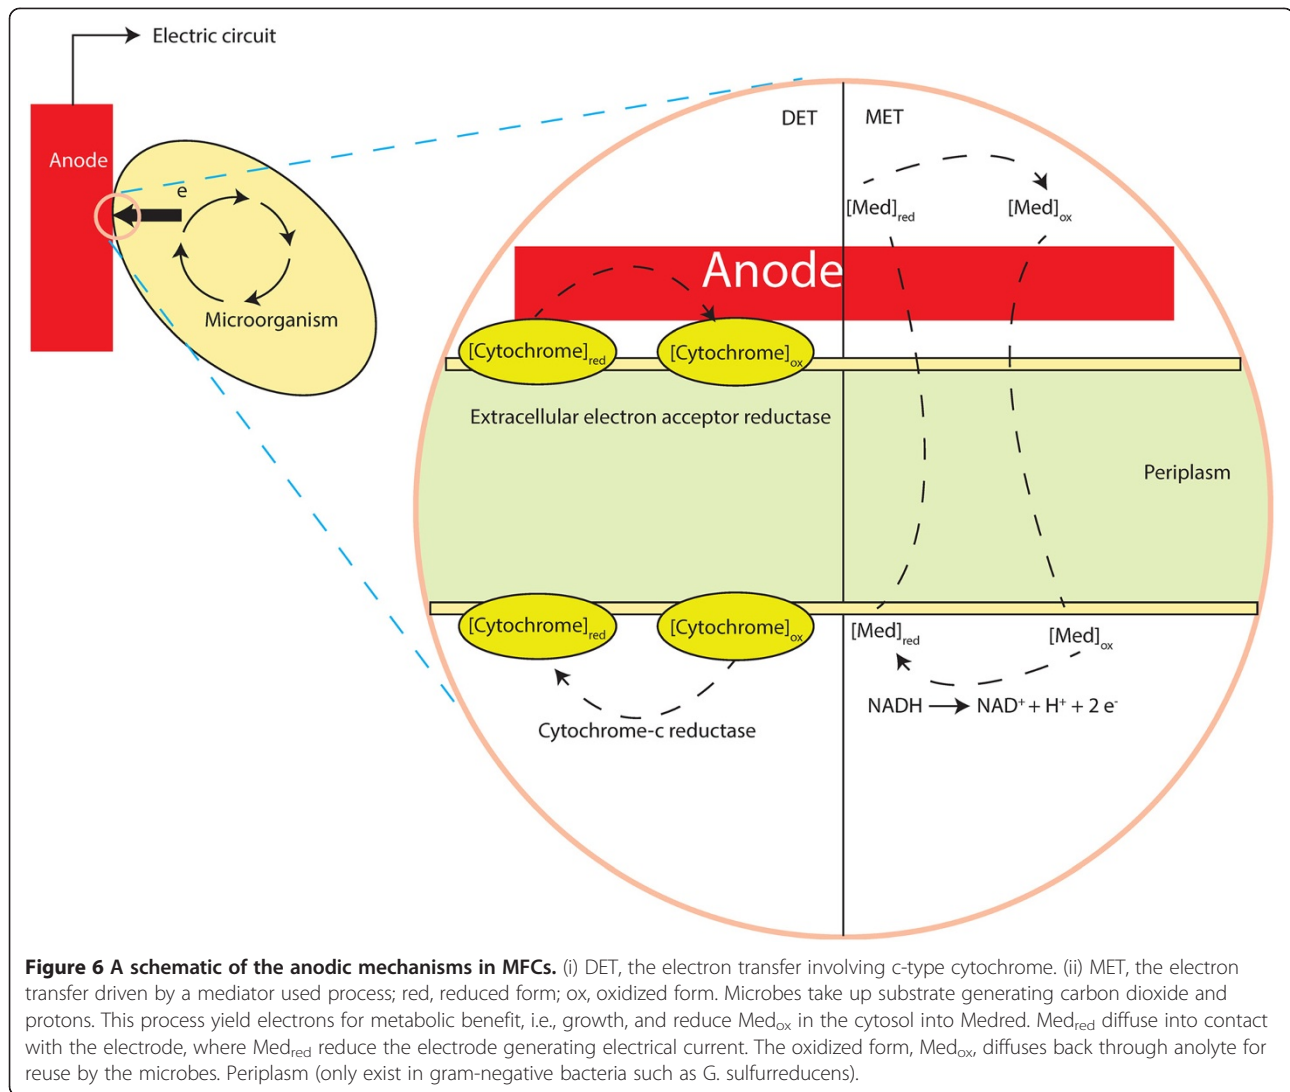 Electric circuit
Anode
e
Microorganism
DET
MET
[Med]red
[Med]ox
Anode
[Cytochrome]red
[Cytochrome]ox
Extracellular electron acceptor reductase
Periplasm
[Cytochrome]red
[Cytochrome]ox
[Med]red
[Med]ox
NADH → NAD⁺ + H⁺ + 2 e⁻
Cytochrome-c reductase
Figure 6 A schematic of the anodic mechanisms in MFCs. (i) DET, the electron transfer involving c-type cytochrome. (ii) MET, the electron
transfer driven by a mediator used process; red, reduced form; ox, oxidized form. Microbes take up substrate generating carbon dioxide and
protons. This process yield electrons for metabolic benefit, i.e., growth, and reduce Medox in the cytosol into Medred. Medred diffuse into contact
with the electrode, where Medred reduce the electrode generating electrical current. The oxidized form, Medox, diffuses back through anolyte for
reuse by the microbes. Periplasm (only exist in gram-negative bacteria such as G. sulfurreducens).